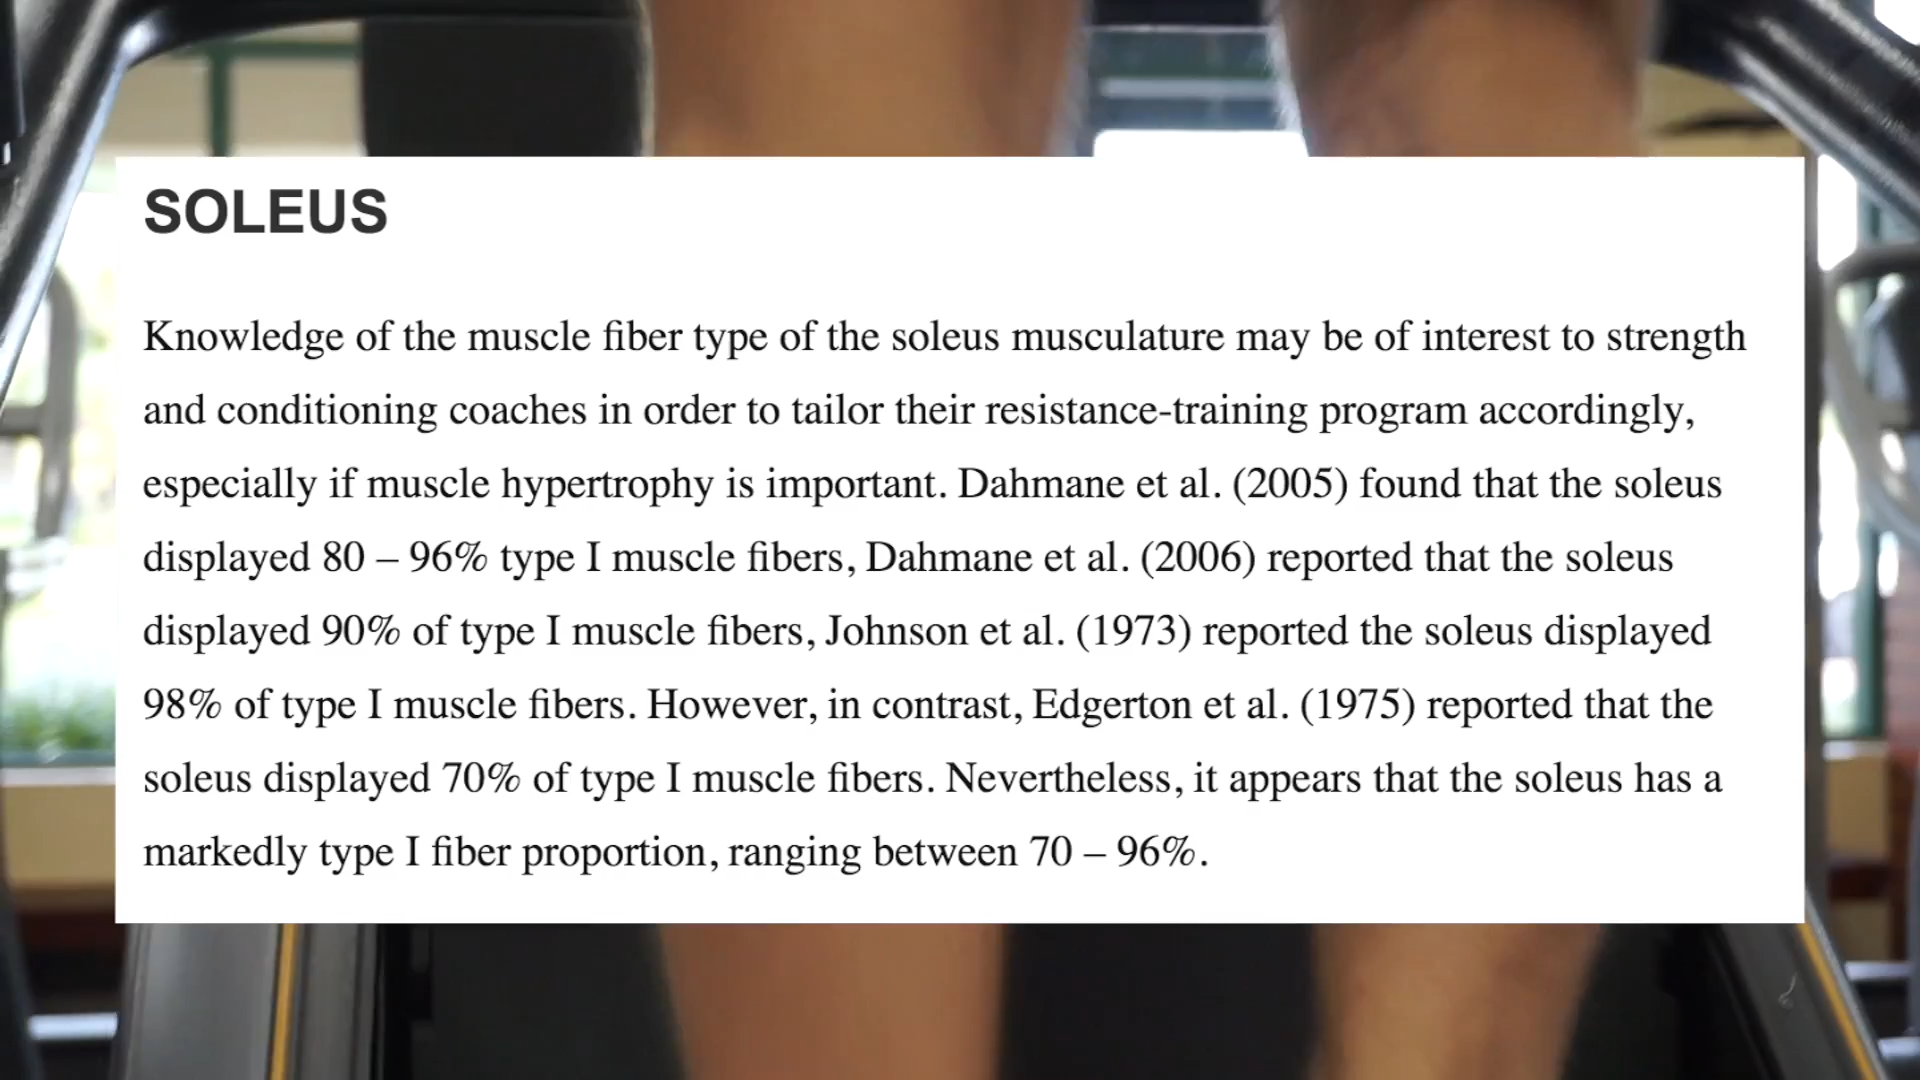 SOLEUS
Knowledge of the muscle fiber type of the soleus musculature may be of interest to strength
and conditioning coaches in order to tailor their resistance-training program accordingly,
especially if muscle hypertrophy is important. Dahmane et al. (2005) found that the soleus
displayed 80 – 96% type I muscle fibers, Dahmane et al. (2006) reported that the soleus
displayed 90% of type I muscle fibers, Johnson et al. (1973) reported the soleus displayed
98% of type I muscle fibers. However, in contrast, Edgerton et al. (1975) reported that the
soleus displayed 70% of type I muscle fibers. Nevertheless, it appears that the soleus has a
markedly type I fiber proportion, ranging between 70 – 96%.